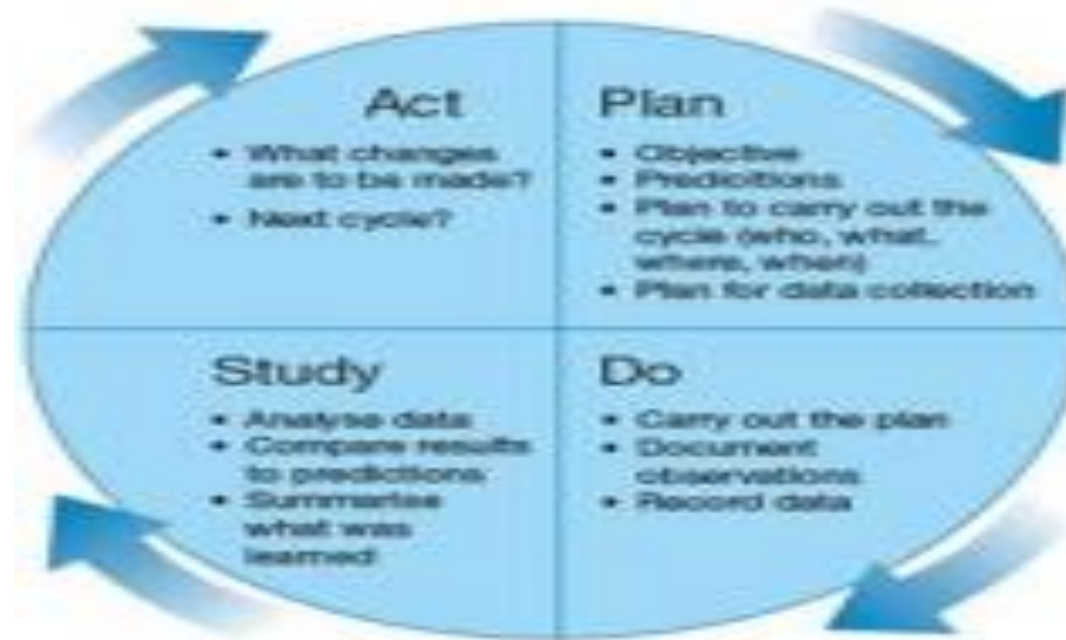 Act
• What changes
are to be made?
• Next cycle?
Plan
• Objective
• Predicitions
• Plan to carry out the
cycle (who, what,
where, when)
• Plan for data collection
Study
• Analyse data
• Compare results
to predictions
• Summarise
what was
learned
Do
• Carry out the plan
• Document
observations
• Record data